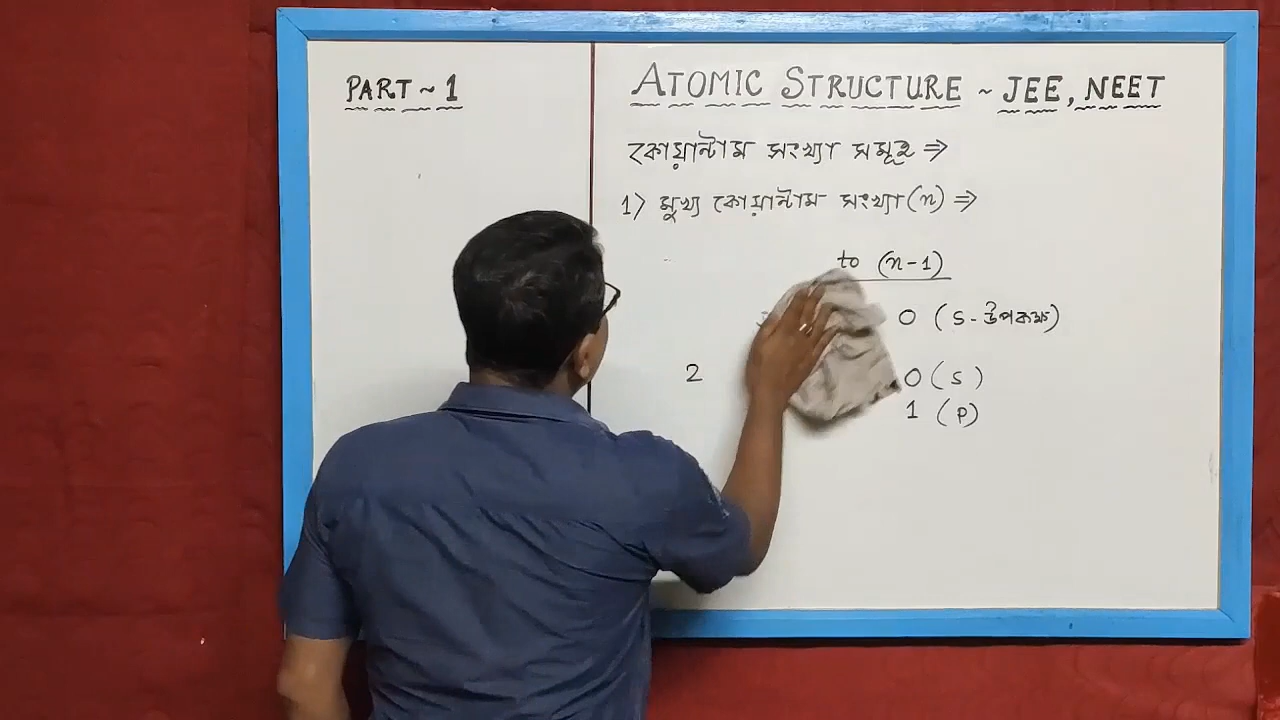 PART ~ 1
ATOMIC STRUCTURE ~ JEE, NEET
কোয়ান্টাম সংখ্যা সমূহ ⇒
1) মুখ্য কোয়ান্টাম সংখ্যা (n) ⇒
to (n-1)
0 (s-উপকক্ষ)
2 0 (s)
1 (p)